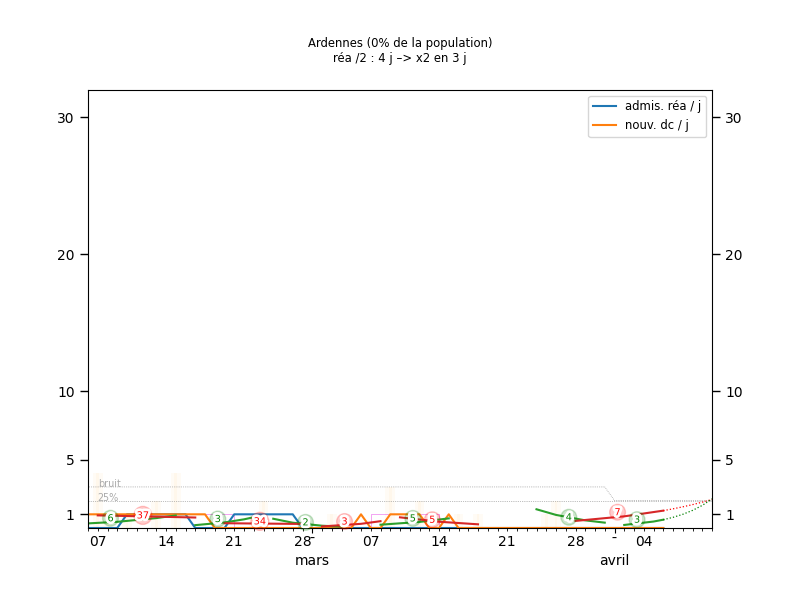 Ardennes (0% de la population)
réa /2 : 4 j –> x2 en 3 j
admis. réa / j
nouv. dc / j
30 30
20 20
10 10
5 5
1 1
bruit
25%
6 37 3 34 2 3 5 5 4 7 3
07 14 21 28 07 14 21 28 04
mars avril